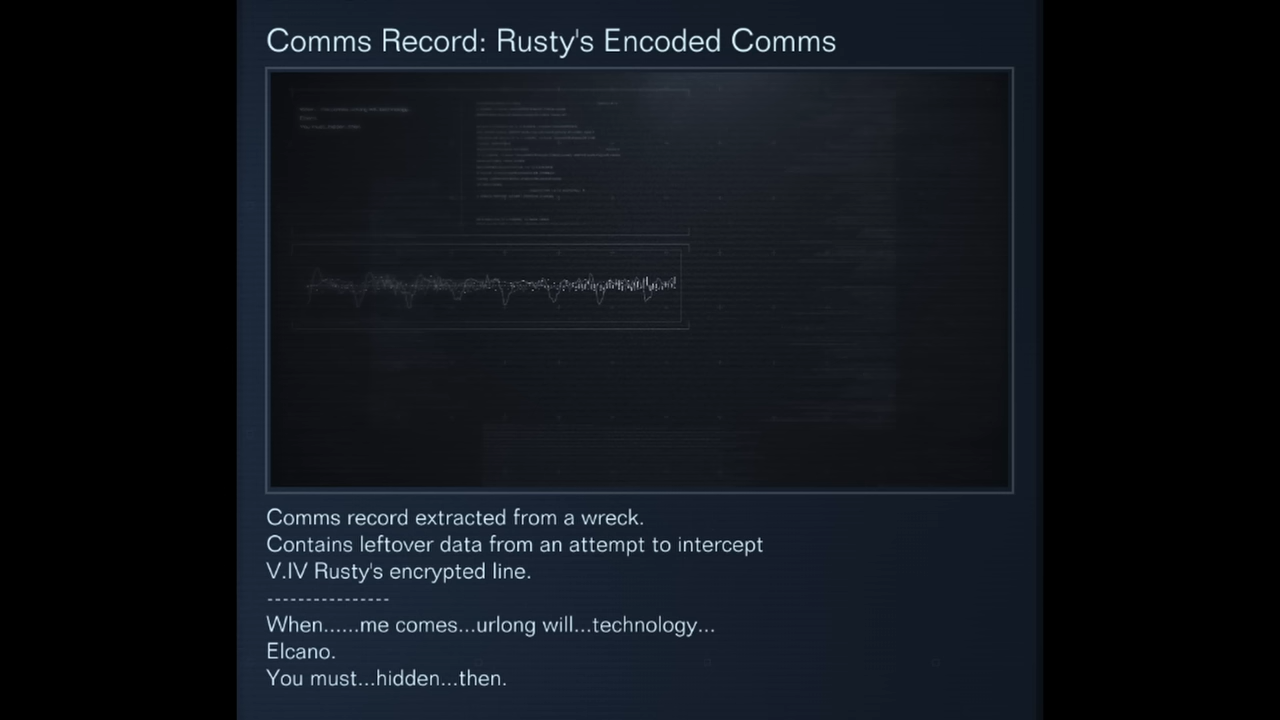 Comms Record: Rusty's Encoded Comms
Comms record extracted from a wreck.
Contains leftover data from an attempt to intercept
V.IV Rusty's encrypted line.
----------------
When......me comes...urlong will...technology...
Elcano.
You must...hidden...then.